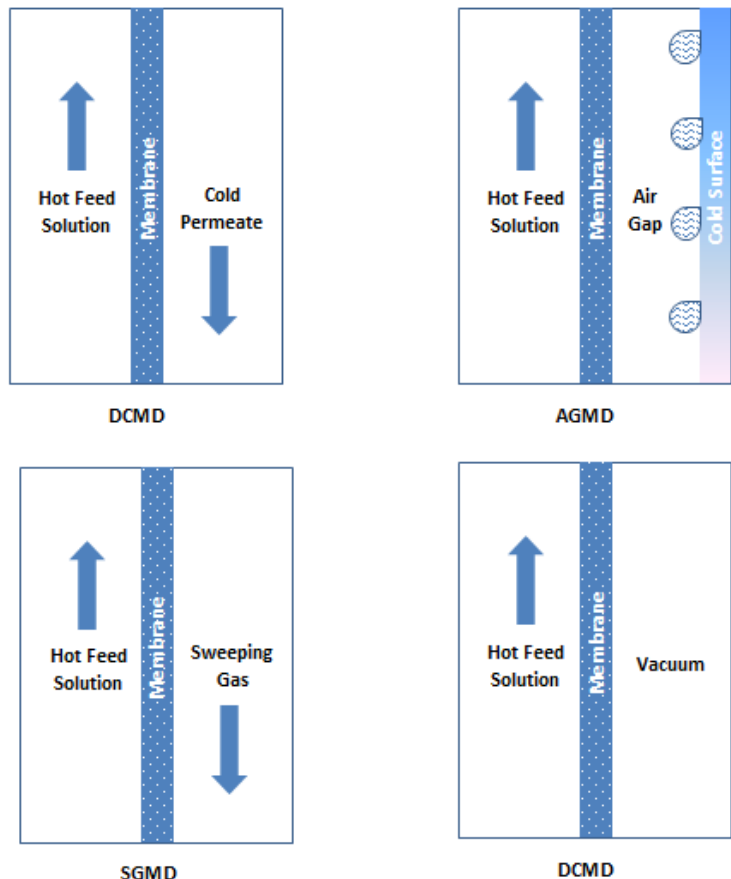 Hot Feed
Solution
Membrane
Cold
Permeate
DCMD
Hot Feed
Solution
Membrane
Air
Gap
Cold Surface
AGMD
Hot Feed
Solution
Membrane
Sweeping
Gas
SGMD
Hot Feed
Solution
Membrane
Vacuum
DCMD